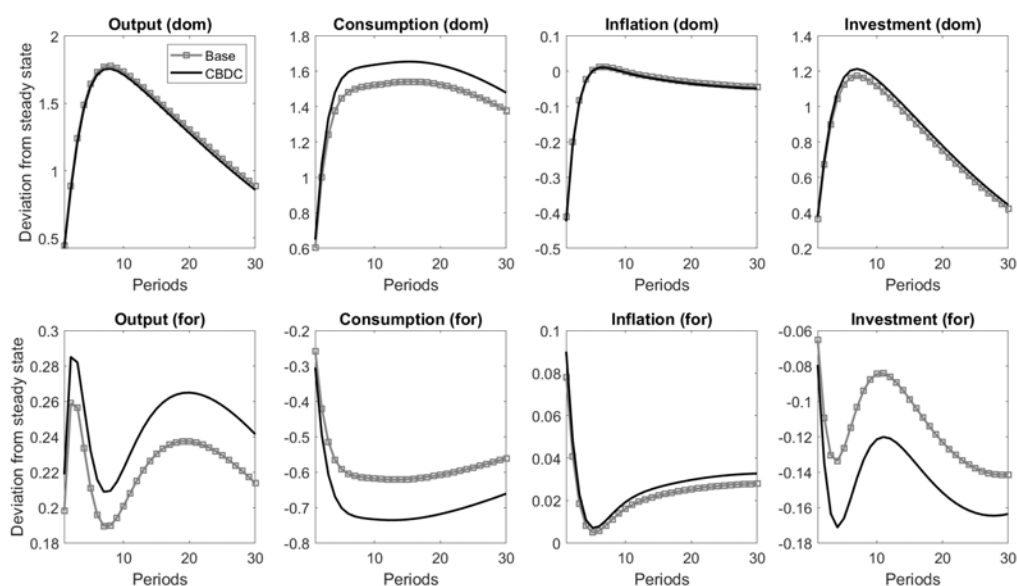 Output (dom)
Consumption (dom)
Inflation (dom)
Investment (dom)
Deviation from steady state
2
1.5
1
0.5
Base
CBDC
10 20 30
Periods
1.8
1.6
1.4
1.2
1
0.8
0.6
10 20 30
Periods
0.1
0
-0.1
-0.2
-0.3
-0.4
-0.5
10 20 30
Periods
1.4
1.2
1
0.8
0.6
0.4
0.2
10 20 30
Periods
Output (for)
Consumption (for)
Inflation (for)
Investment (for)
Deviation from steady state
0.3
0.28
0.26
0.24
0.22
0.2
0.18
10 20 30
Periods
-0.2
-0.3
-0.4
-0.5
-0.6
-0.7
-0.8
10 20 30
Periods
0.1
0.08
0.06
0.04
0.02
0
10 20 30
Periods
-0.06
-0.08
-0.1
-0.12
-0.14
-0.16
-0.18
10 20 30
Periods